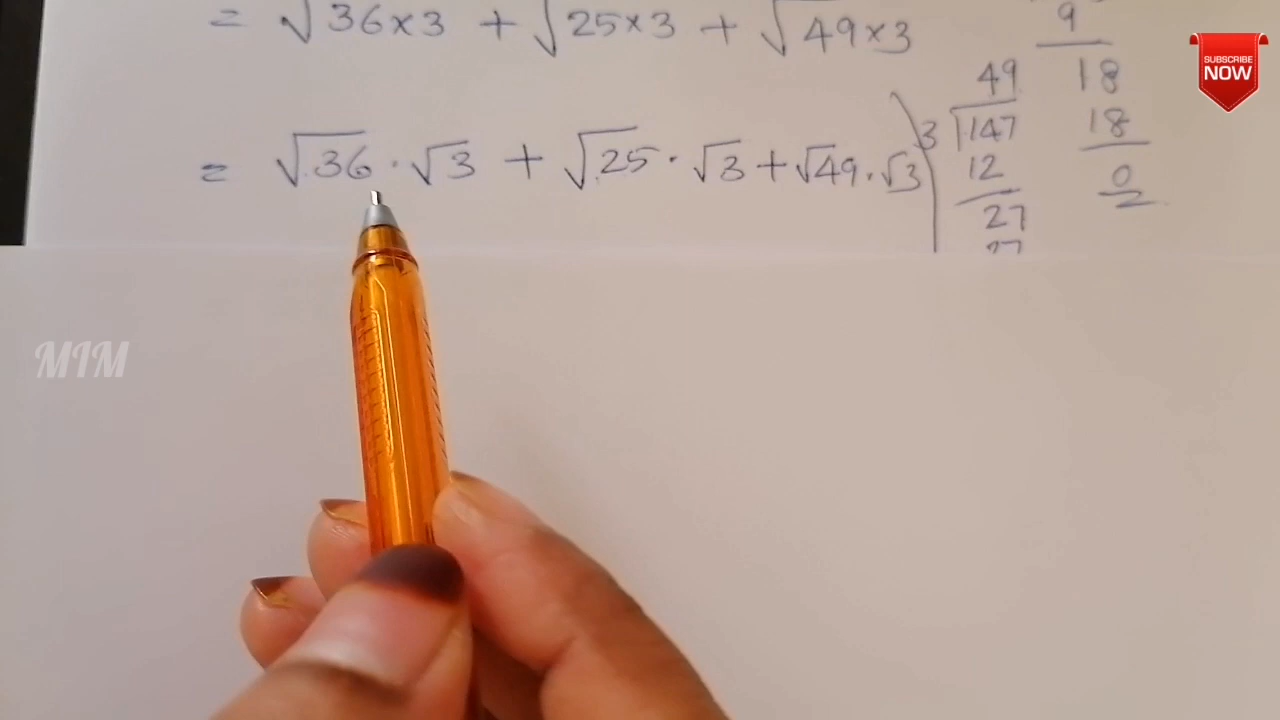 = √36×3 + √25×3 + √49×3
= √36 · √3 + √25 · √3 + √49 · √3
9
18
18
0
49
3 147
12
27
27
SUBSCRIBE
NOW
MIM